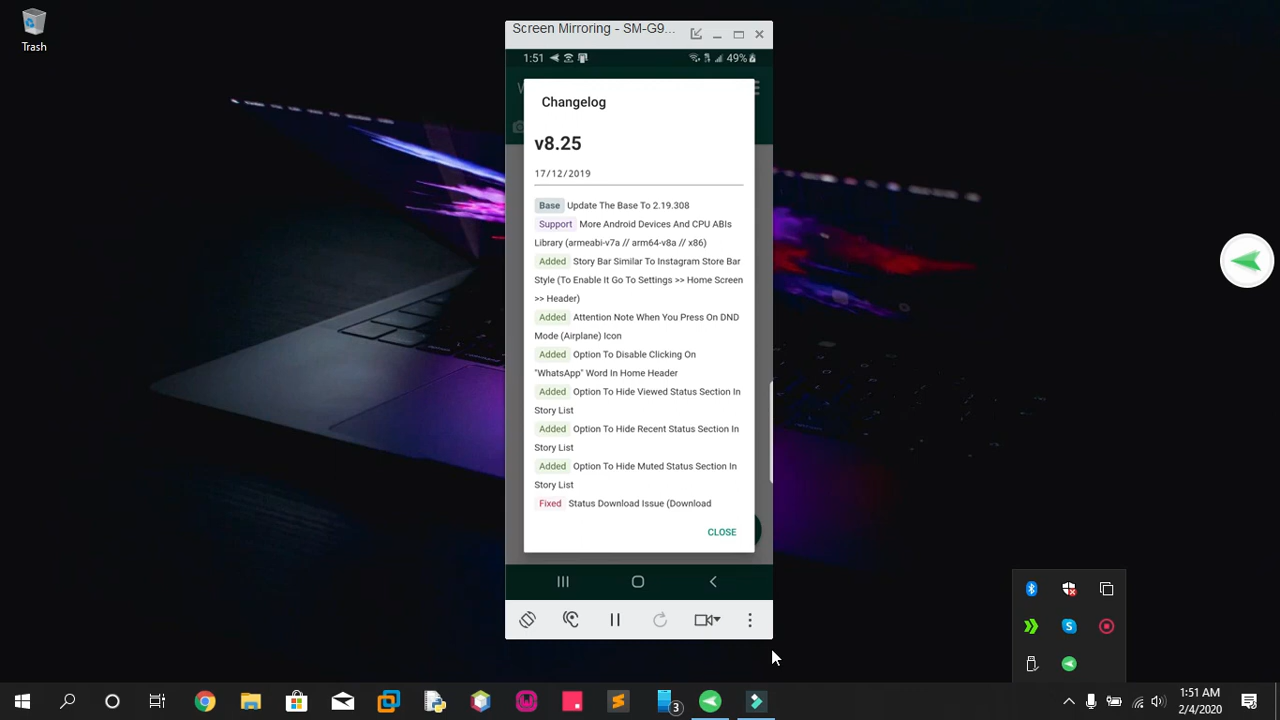 Trash
Screen Mirroring - SM-G9...
1:51
49%
Changelog
v8.25
17/12/2019
Base Update The Base To 2.19.308
Support More Android Devices And CPU ABIs
Library (armeabi-v7a // arm64-v8a // x86)
Added Story Bar Similar To Instagram Store Bar
Style (To Enable It Go To Settings >> Home Screen
>> Header)
Added Attention Note When You Press On DND
Mode (Airplane) Icon
Added Option To Disable Clicking On
"WhatsApp" Word In Home Header
Added Option To Hide Viewed Status Section In
Story List
Added Option To Hide Recent Status Section In
Story List
Added Option To Hide Muted Status Section In
Story List
Fixed Status Download Issue (Download
CLOSE
3
1:51 AM
2/4/2020